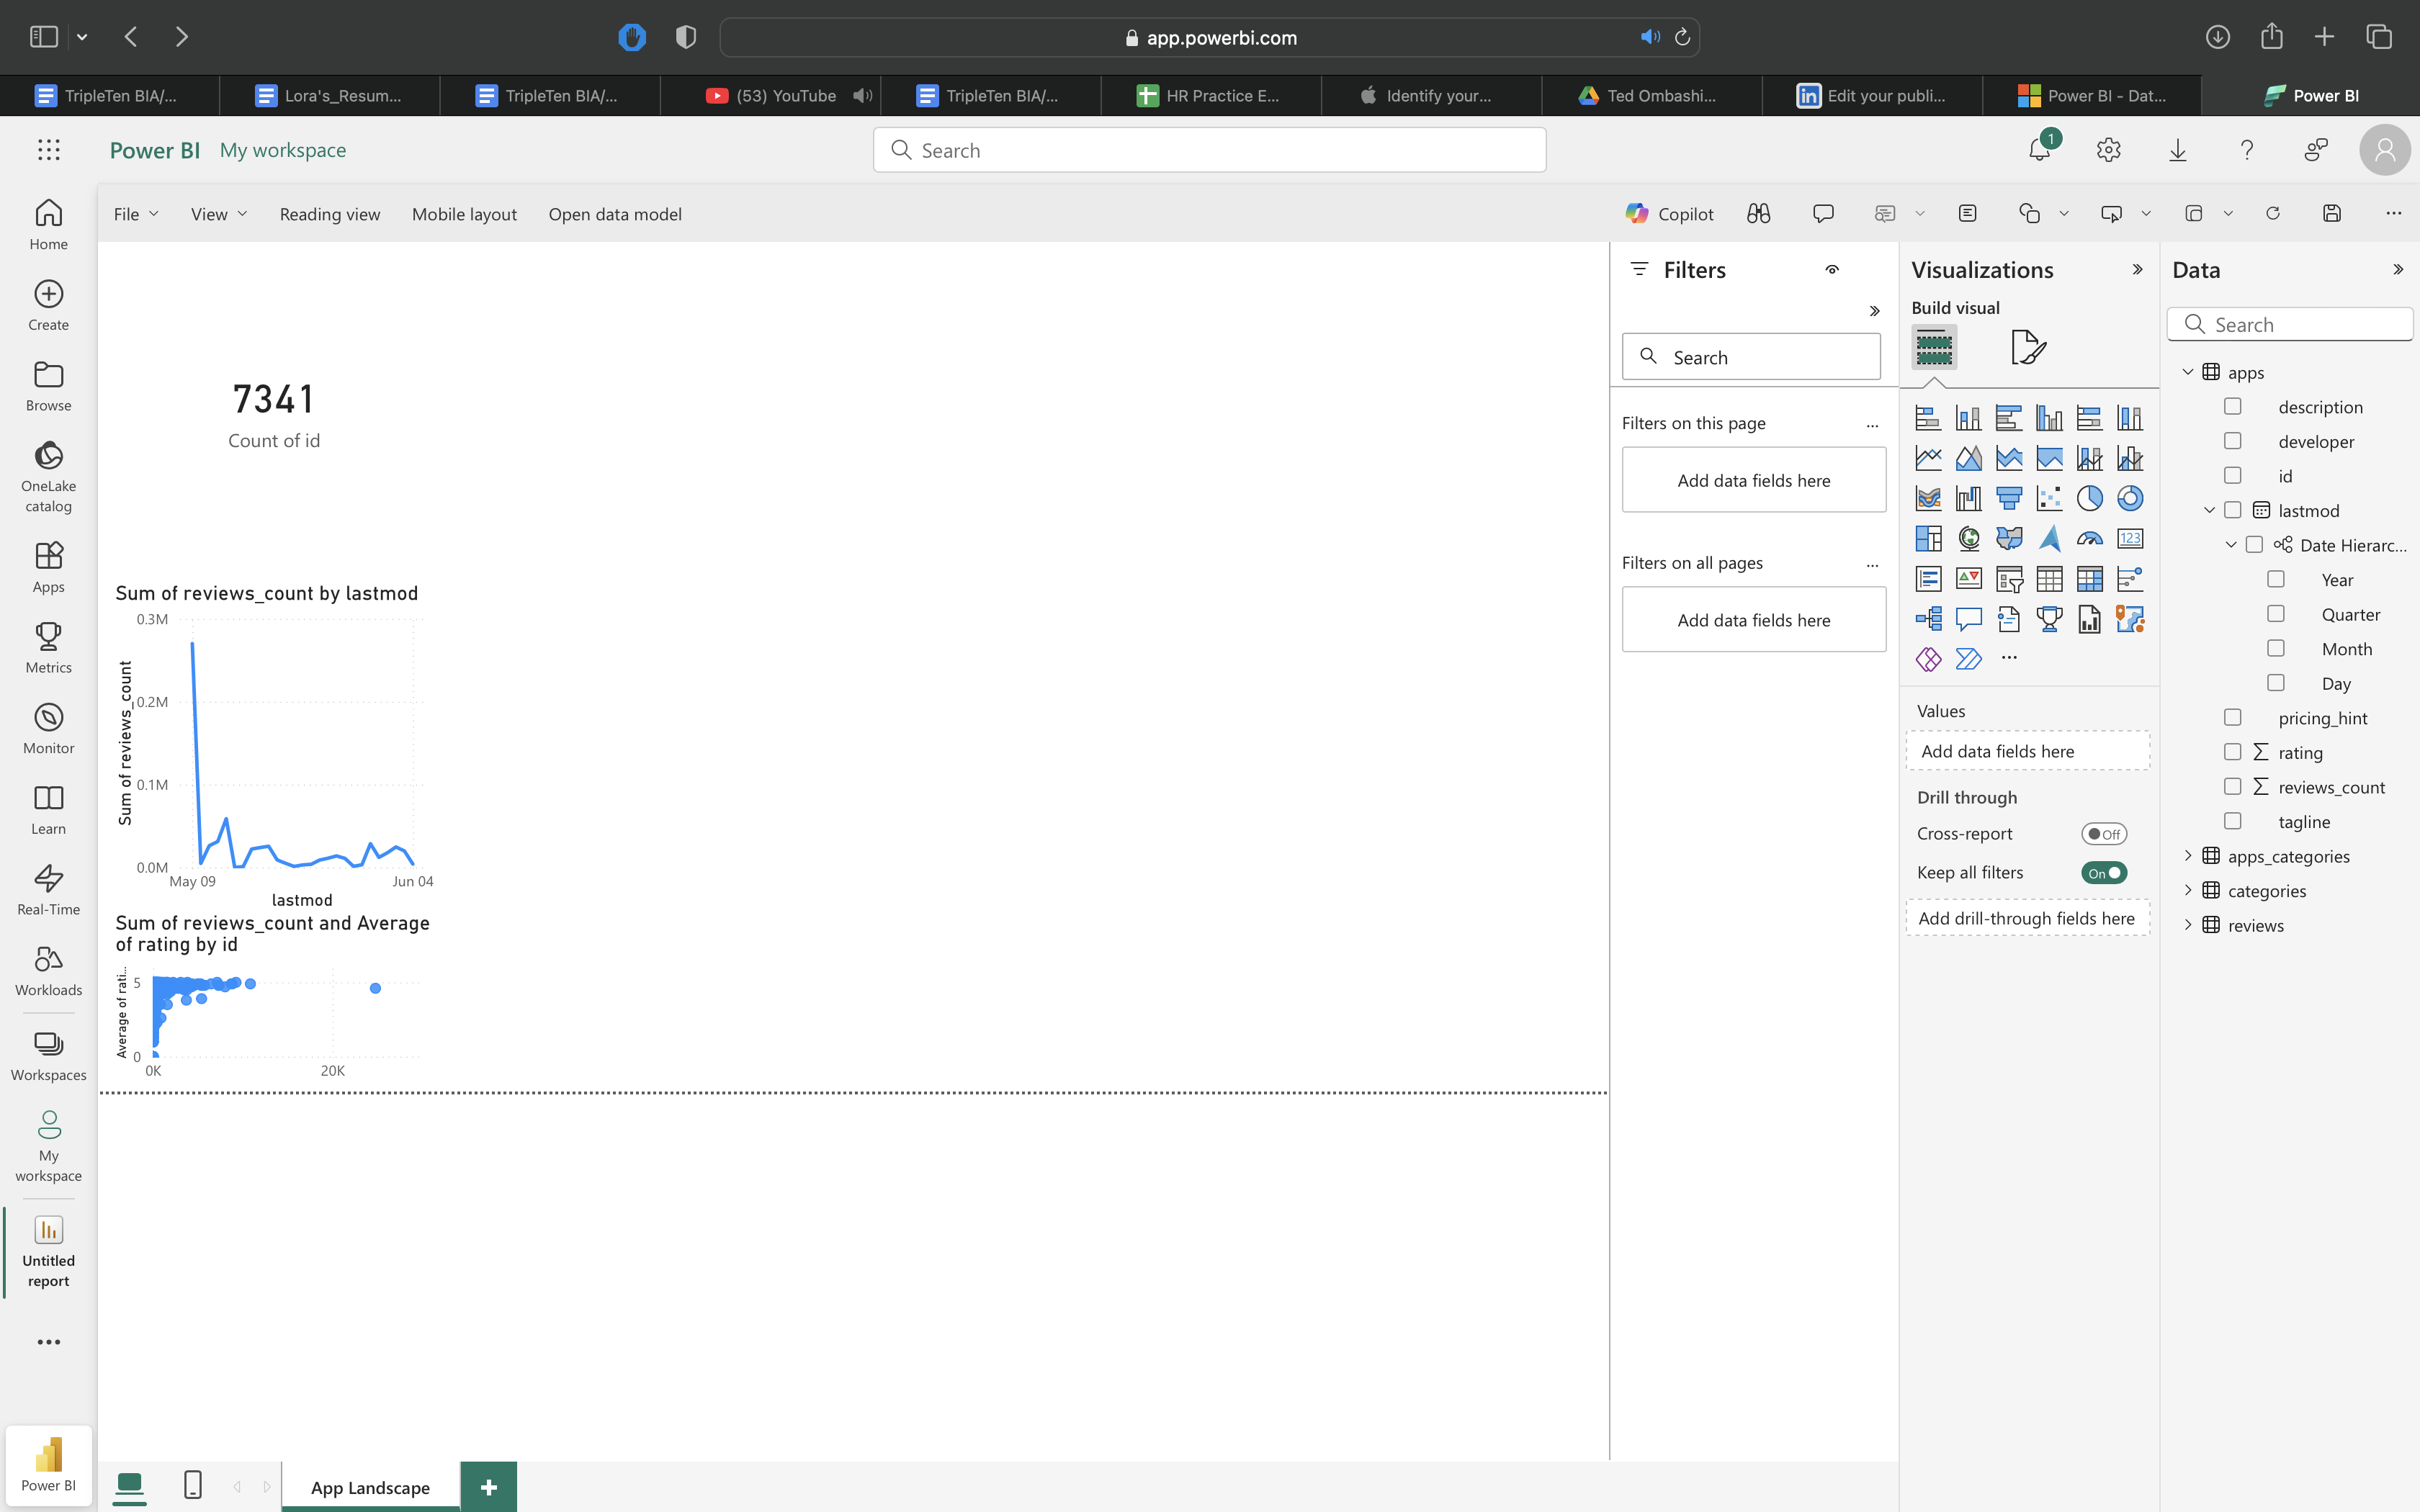 app.powerbi.com
TripleTen BIA/...
Lora's_Resum...
TripleTen BIA/...
(53) YouTube
TripleTen BIA/...
HR Practice E...
Identify your...
Ted Ombashi...
Edit your publi...
Power BI - Dat...
Power BI
Power BI My workspace
Search
1
File
View
Reading view
Mobile layout
Open data model
Copilot
Home
Create
Browse
OneLake
catalog
Apps
Metrics
Monitor
Learn
Real-Time
Workloads
Workspaces
My
workspace
Untitled
report
Power BI
7341
Count of id
Sum of reviews_count by lastmod
0.3M
0.2M
0.1M
0.0M
Sum of reviews_count
May 09
Jun 04
lastmod
Sum of reviews_count and Average
of rating by id
Average of rati...
5
0
0K
20K
App Landscape
Filters
Search
Filters on this page
Add data fields here
Filters on all pages
Add data fields here
Visualizations
Build visual
123
Values
Add data fields here
Drill through
Cross-report
Off
Keep all filters
On
Add drill-through fields here
Data
Search
apps
description
developer
id
lastmod
Date Hierarc...
Year
Quarter
Month
Day
pricing_hint
rating
reviews_count
tagline
apps_categories
categories
reviews